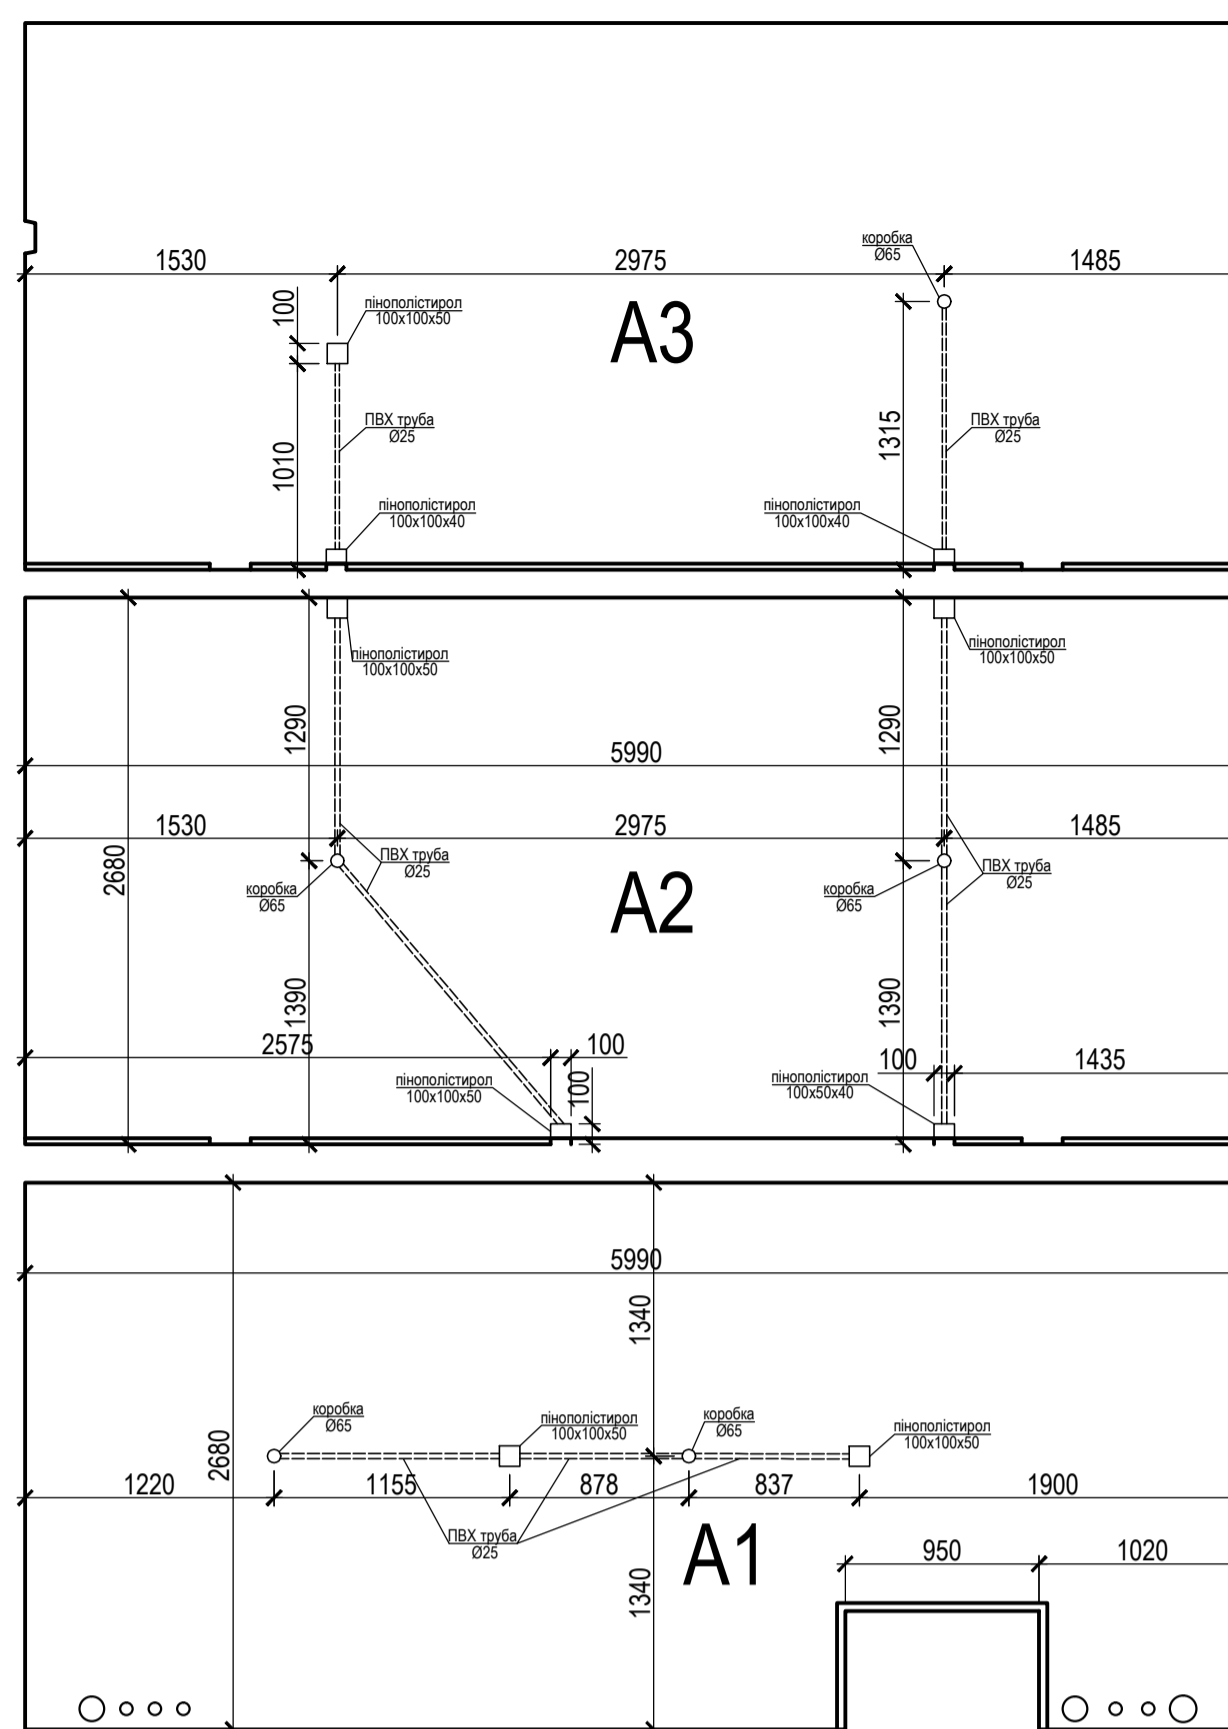 1530
2975
1485
коробка
Ø65
100
пінополістирол
100x100x50
А3
ПВХ труба
Ø25
1010
1315
ПВХ труба
Ø25
пінополістирол
100x100x40
пінополістирол
100x100x40
пінополістирол
100x100x50
пінополістирол
100x100x50
1290
1290
5990
1530
2975
1485
2680
ПВХ труба
Ø25
коробка
Ø65
А2
коробка
Ø65
ПВХ труба
Ø25
1390
1390
2575
100
100
1435
пінополістирол
100x100x50
100
пінополістирол
100x50x40
5990
1340
2680
коробка
Ø65
пінополістирол
100x100x50
коробка
Ø65
пінополістирол
100x100x50
1220
1155
878
837
1900
ПВХ труба
Ø25
А1
1340
950
1020